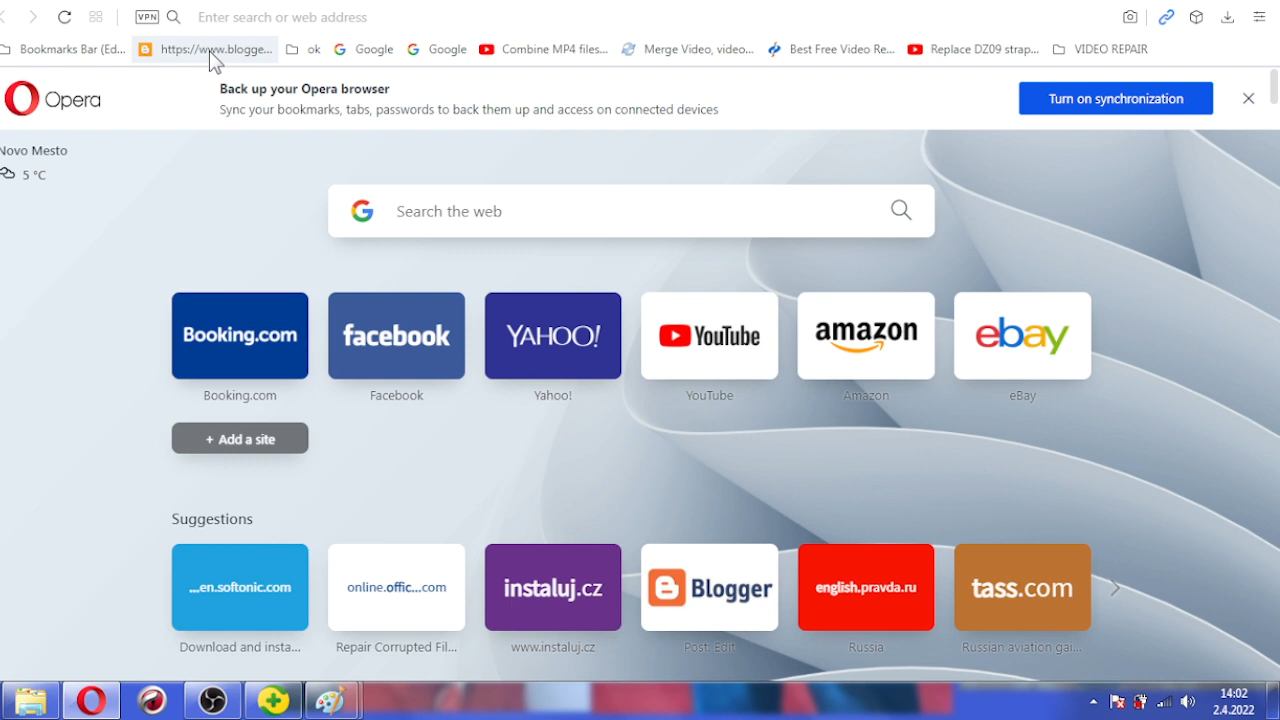 VPN Enter search or web address
Bookmarks Bar (Ed... https://www.blogge... ok Google Google Combine MP4 files... Merge Video, video... Best Free Video Re... Replace DZ09 strap... VIDEO REPAIR
Opera
Back up your Opera browser
Sync your bookmarks, tabs, passwords to back them up and access on connected devices
Turn on synchronization
Novo Mesto
5 °C
Search the web
Booking.com facebook YAHOO! YouTube amazon ebay
Booking.com Facebook Yahoo! YouTube Amazon eBay
+ Add a site
Suggestions
...en.softonic.com online.offic...com instaluj.cz Blogger english.pravda.ru tass.com
Download and insta... Repair Corrupted Fil... www.instaluj.cz Post: Edit Russia Russian aviation gai...
14:02
2.4.2022